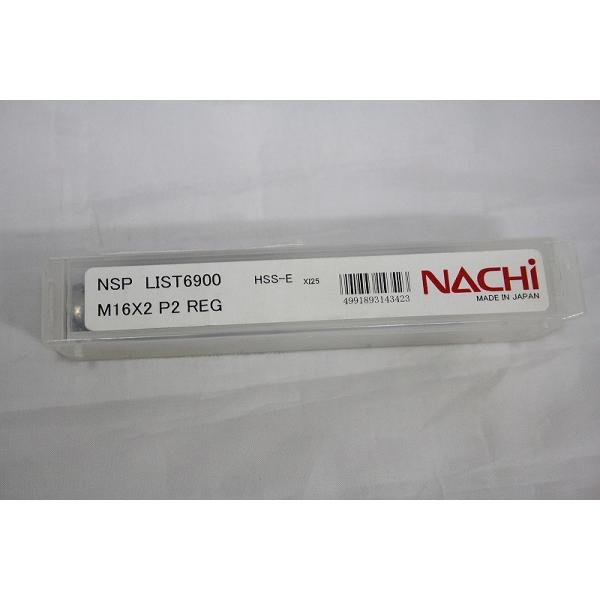 NSP LIST6900 HSS-E XI25
M16X2 P2 REG
4991893143423
NACHi
MADE IN JAPAN